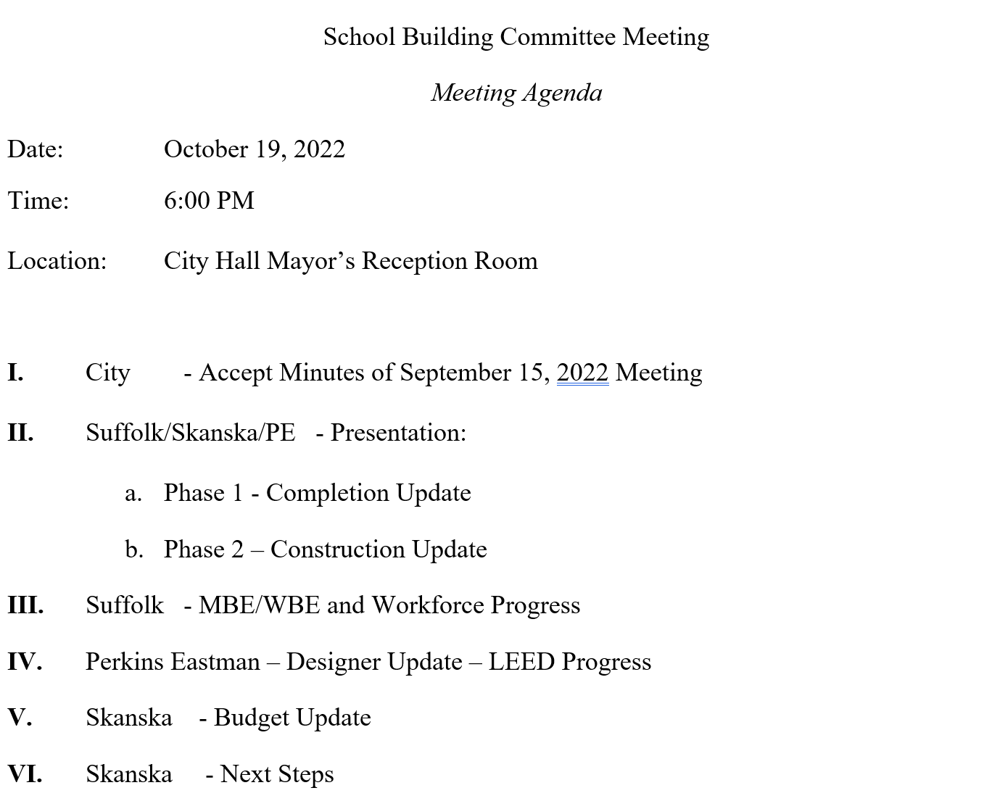 School Building Committee Meeting
Meeting Agenda
Date: October 19, 2022
Time: 6:00 PM
Location: City Hall Mayor’s Reception Room
I. City - Accept Minutes of September 15, 2022 Meeting
II. Suffolk/Skanska/PE - Presentation:
a. Phase 1 - Completion Update
b. Phase 2 – Construction Update
III. Suffolk - MBE/WBE and Workforce Progress
IV. Perkins Eastman – Designer Update – LEED Progress
V. Skanska - Budget Update
VI. Skanska - Next Steps